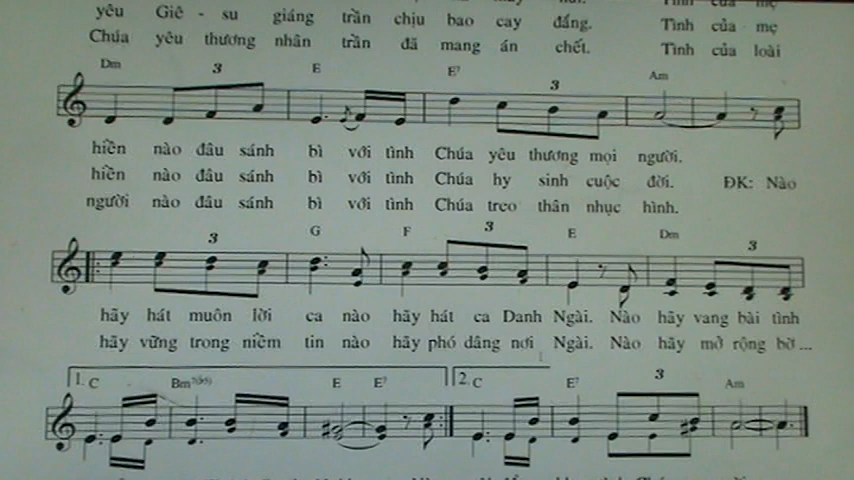 yêu Giê - su giáng trần chịu bao cay đắng. Tình của mẹ
Chúa yêu thương nhân trần đã mang án chết. Tình của loài
Dm 3 E E7 3 Am
hiền nào đâu sánh bì với tình Chúa yêu thương mọi người.
hiền nào đâu sánh bì với tình Chúa hy sinh cuộc đời. ĐK: Nào
người nào đâu sánh bì với tình Chúa treo thân nhục hình.
3 G F 3 E Dm 3
hãy hát muôn lời ca nào hãy hát ca Danh Ngài. Nào hãy vang bài tình
hãy vững trong niềm tin nào hãy phó dâng nơi Ngài. Nào hãy mở rộng bờ ...
1. C Bm7(b5) E E7 2. C E7 3 Am